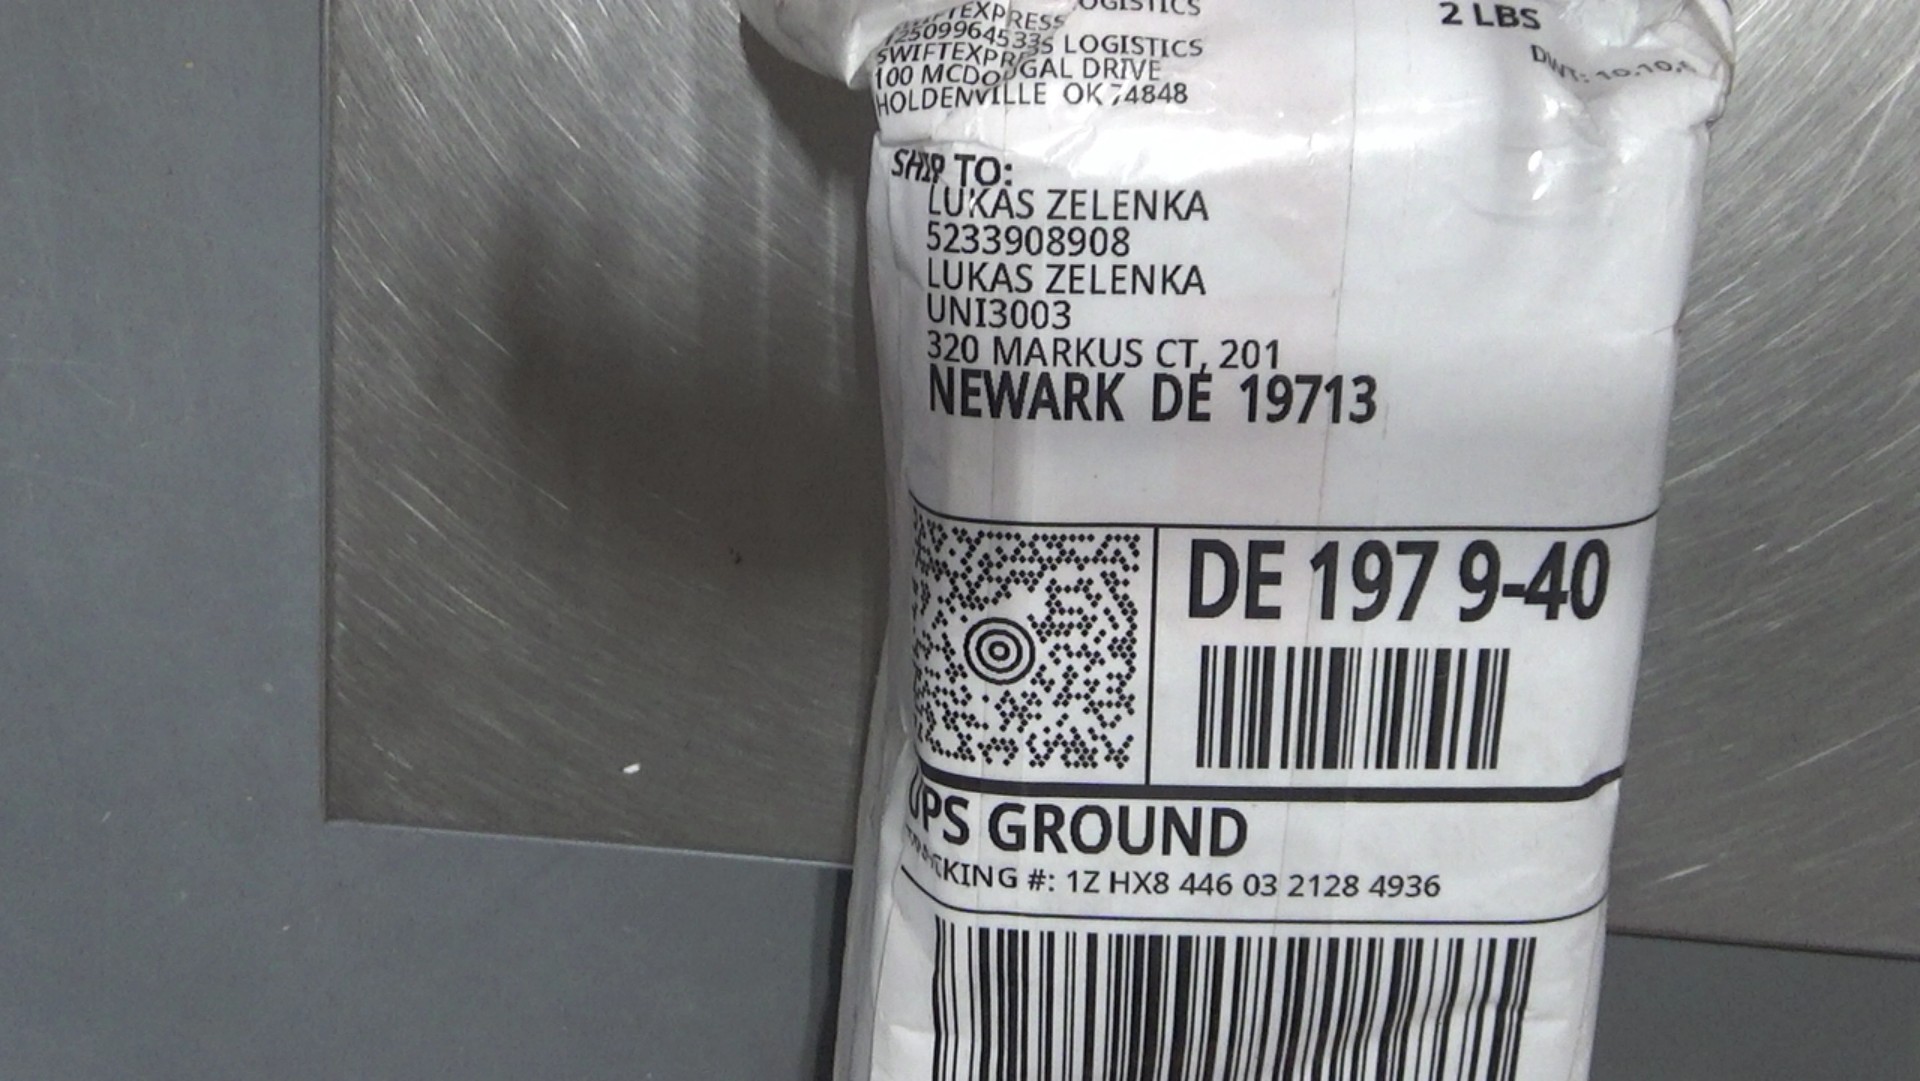 LOGISTICS
2 LBS
SWIFTEXPRESS LOGISTICS
100 MCDOUGAL DRIVE
HOLDENVILLE OK 74848
SHIP TO:
LUKAS ZELENKA
5233908908
LUKAS ZELENKA
UNI3003
320 MARKUS CT, 201
NEWARK DE 19713
DE 197 9-40
UPS GROUND
TRACKING #: 1Z HX8 446 03 2128 4936